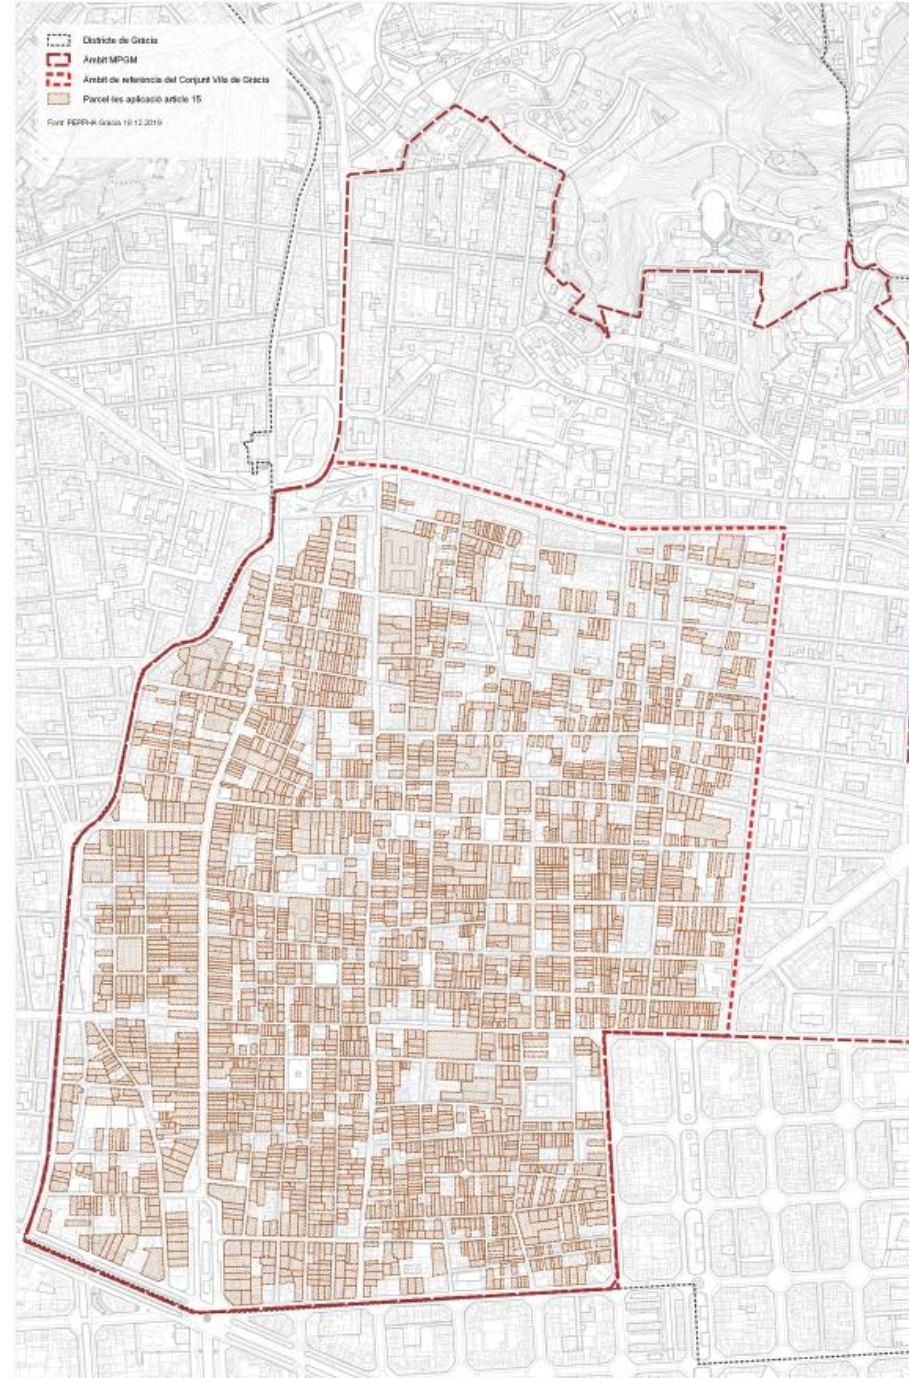 Districte de Gràcia
Àmbit MPGM
Àmbit de referència del Conjunt Vila de Gràcia
Parcel·les aplicació article 15
Font: PEPPHA Gràcia 19.12.2019